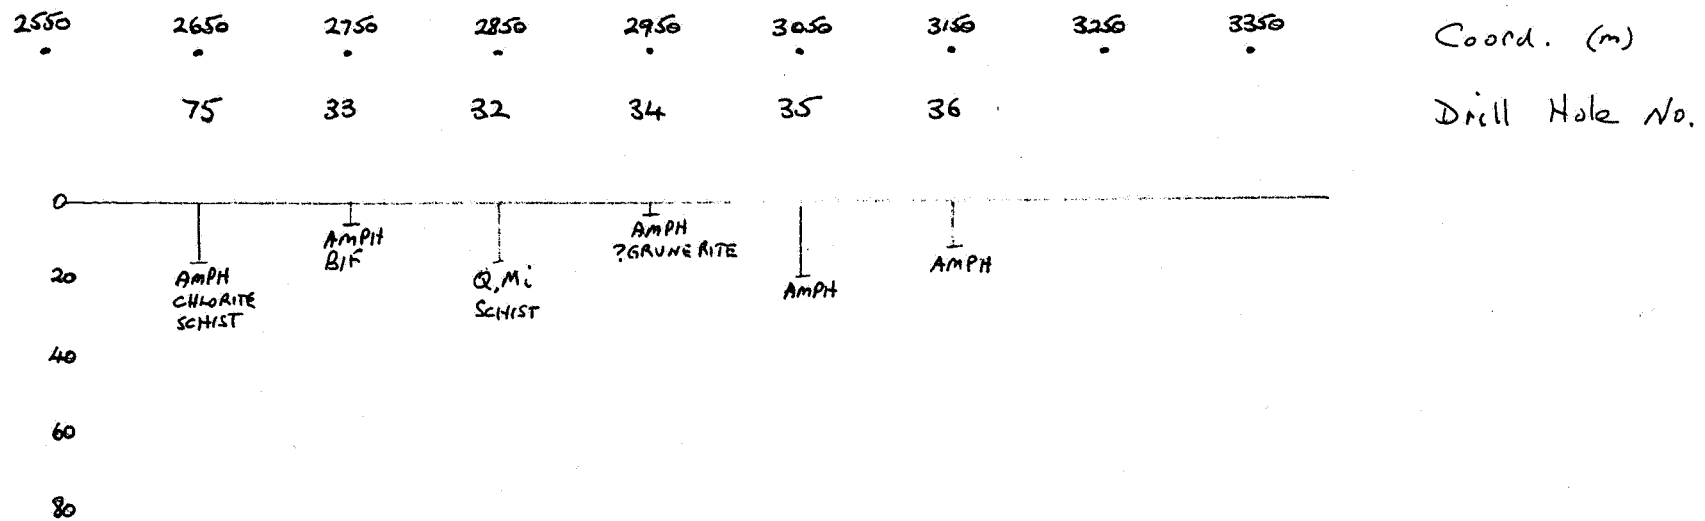 2550 2650 2750 2850 2950 3050 3150 3250 3350 Coord. (m)
75 33 32 34 35 36 Drill Hole No.
0
AMPH
BIF
AMPH
?GRUNERITE
20
AMPH
CHLORITE
SCHIST
Q, Mi
SCHIST
AMPH
AMPH
40
60
80